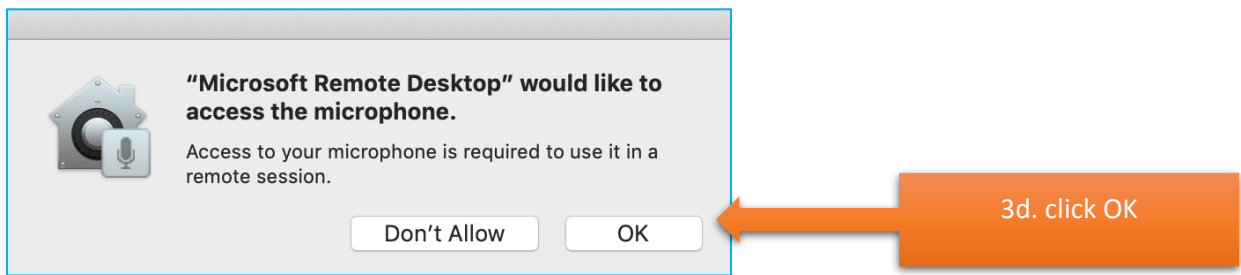 “Microsoft Remote Desktop” would like to
access the microphone.
Access to your microphone is required to use it in a
remote session.
Don’t Allow
OK
3d. click OK